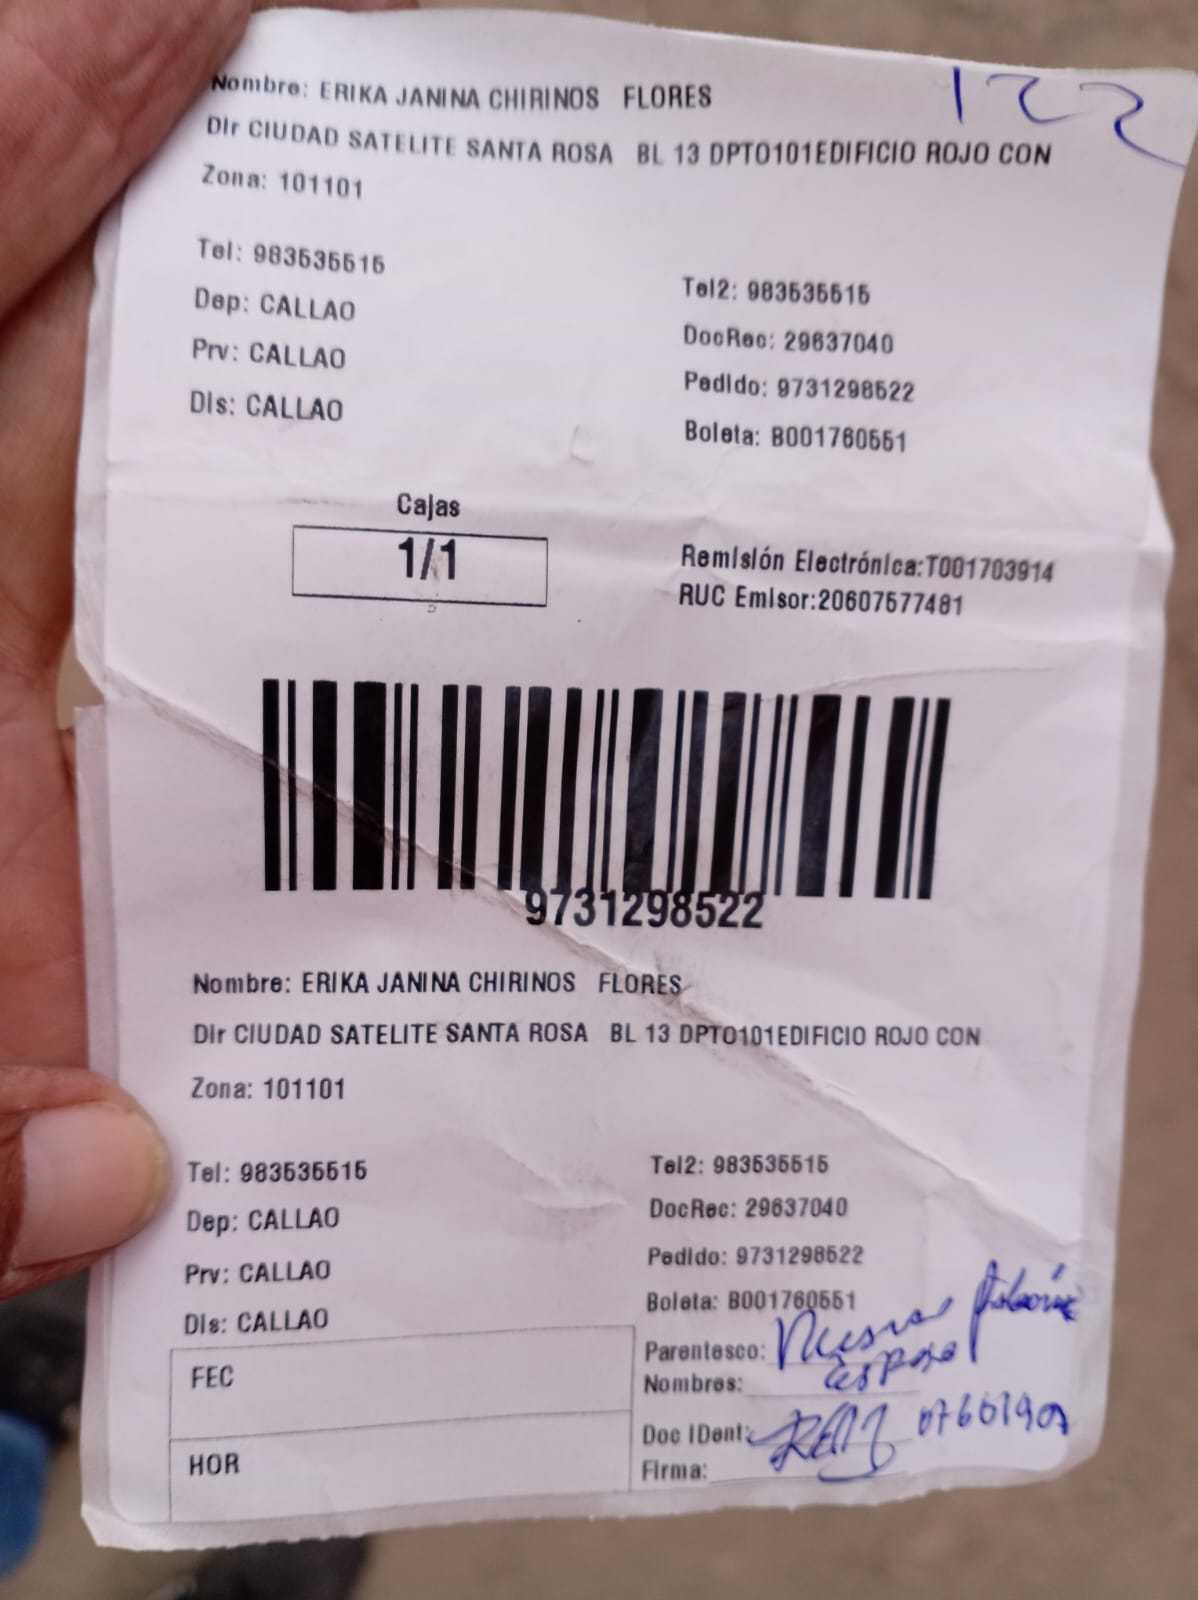 Nombre: ERIKA JANINA CHIRINOS FLORES
122
Dir CIUDAD SATELITE SANTA ROSA BL 13 DPTO101EDIFICIO ROJO CON
Zona: 101101
Tel: 983535515
Tel2: 983535515
Dep: CALLAO
DocRec: 29637040
Prv: CALLAO
Pedido: 9731298522
Dis: CALLAO
Boleta: B001760551
Cajas
1/1
Remisión Electrónica:T001703914
RUC Emisor:20607577481
9731298522
Nombre: ERIKA JANINA CHIRINOS FLORES
Dir CIUDAD SATELITE SANTA ROSA BL 13 DPTO101EDIFICIO ROJO CON
Zona: 101101
Tel: 983535515
Tel2: 983535515
Dep: CALLAO
DocRec: 29637040
Prv: CALLAO
Pedido: 9731298522
Dis: CALLAO
Boleta: B001760551
FEC
Parentesco:
Nombres:
HOR
Doc IDent:
Firma: